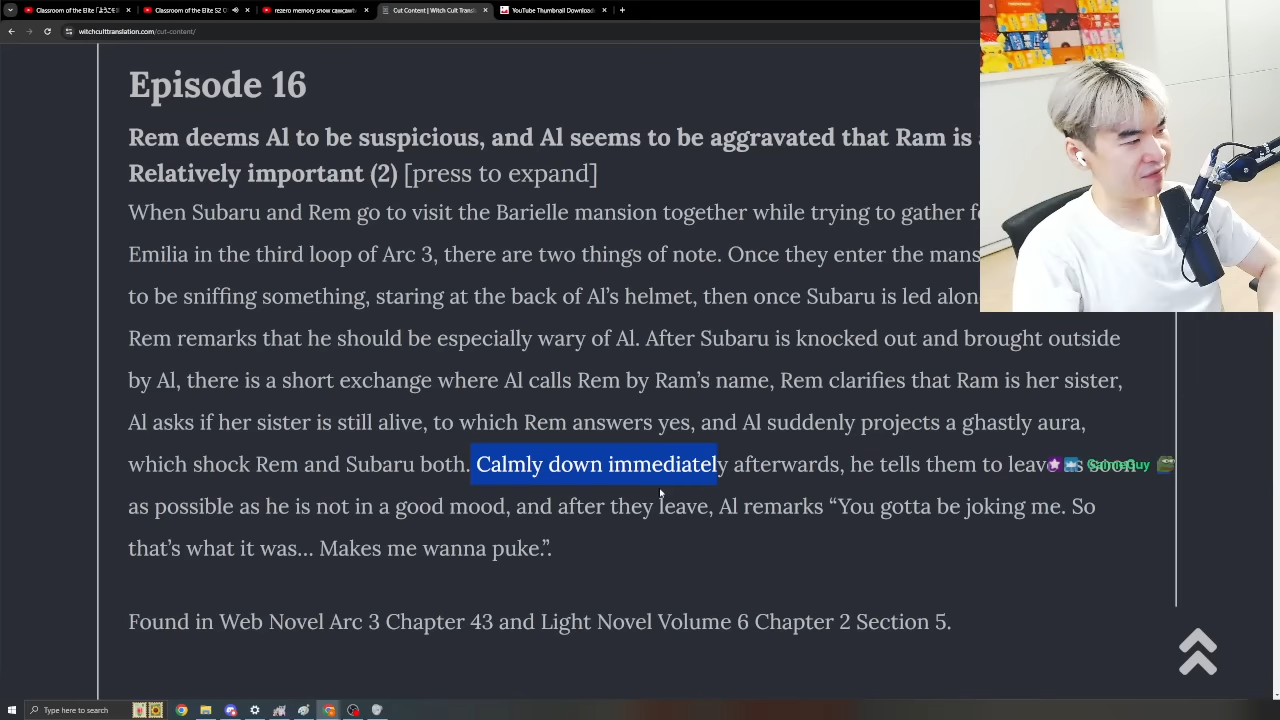 Classroom of the Elite 「ようこそ
Classroom of the Elite S2 C
rezero memory snow смисмит
Cut Content | Witch Cult Trans
YouTube Thumbnail Download
witchculttranslation.com/cut-content/
Episode 16
Rem deems Al to be suspicious, and Al seems to be aggravated that Ram is
Relatively important (2) [press to expand]
When Subaru and Rem go to visit the Barielle mansion together while trying to gather
Emilia in the third loop of Arc 3, there are two things of note. Once they enter the mans
to be sniffing something, staring at the back of Al's helmet, then once Subaru is led alon
Rem remarks that he should be especially wary of Al. After Subaru is knocked out and brought outside
by Al, there is a short exchange where Al calls Rem by Ram's name, Rem clarifies that Ram is her sister,
Al asks if her sister is still alive, to which Rem answers yes, and Al suddenly projects a ghastly aura,
which shock Rem and Subaru both. Calmly down immediately afterwards, he tells them to leave as soon
GamieGuy
as possible as he is not in a good mood, and after they leave, Al remarks “You gotta be joking me. So
that's what it was… Makes me wanna puke.”.
Found in Web Novel Arc 3 Chapter 43 and Light Novel Volume 6 Chapter 2 Section 5.
Type here to search